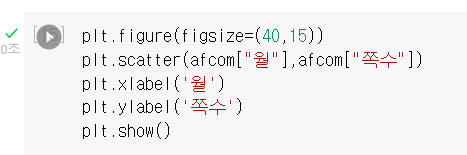 plt.figure(figsize=(40,15))
plt.scatter(afcom["월"],afcom["쪽수"])
plt.xlabel('월')
plt.ylabel('쪽수')
plt.show()
0초